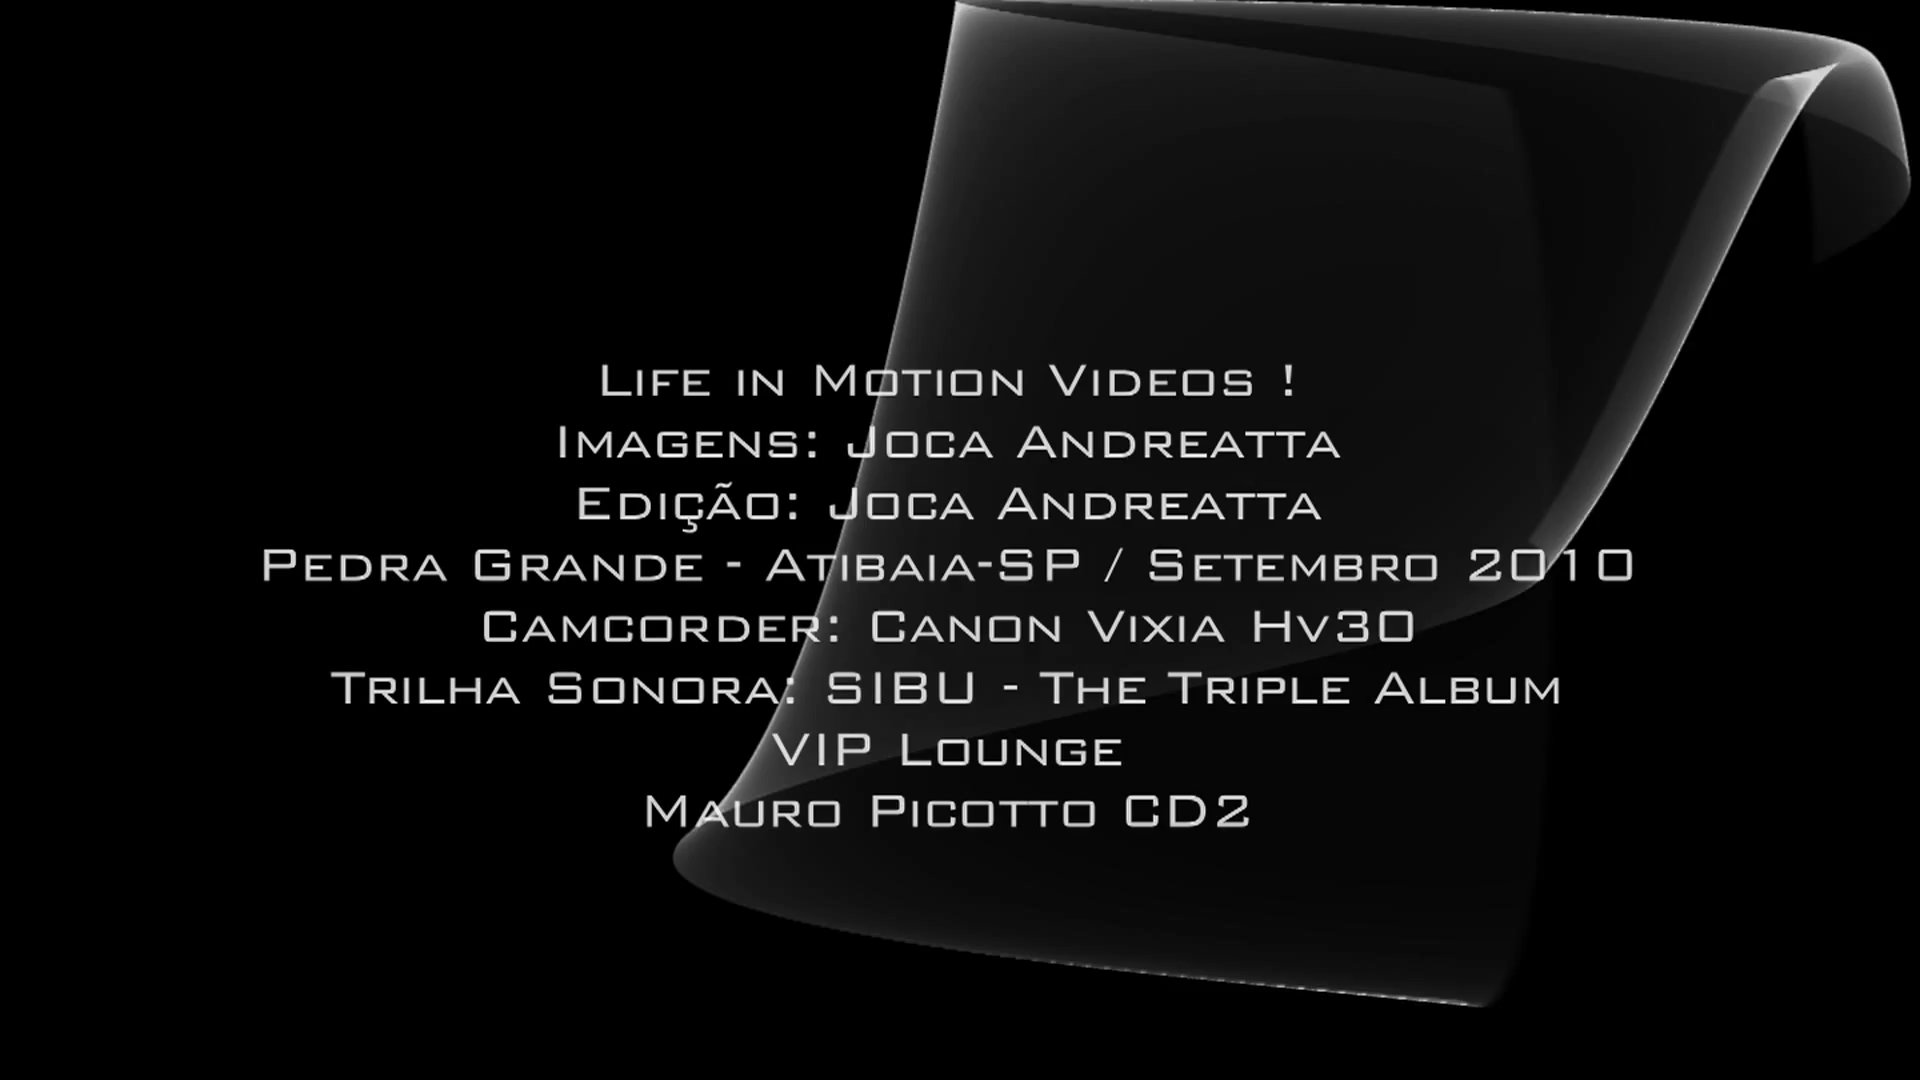 Life in Motion Videos !
Imagens: Joca Andreatta
Edição: Joca Andreatta
Pedra Grande - Atibaia-SP / Setembro 2010
Camcorder: Canon Vixia Hv30
Trilha Sonora: SIBU - The Triple Album
VIP Lounge
Mauro Picotto CD2